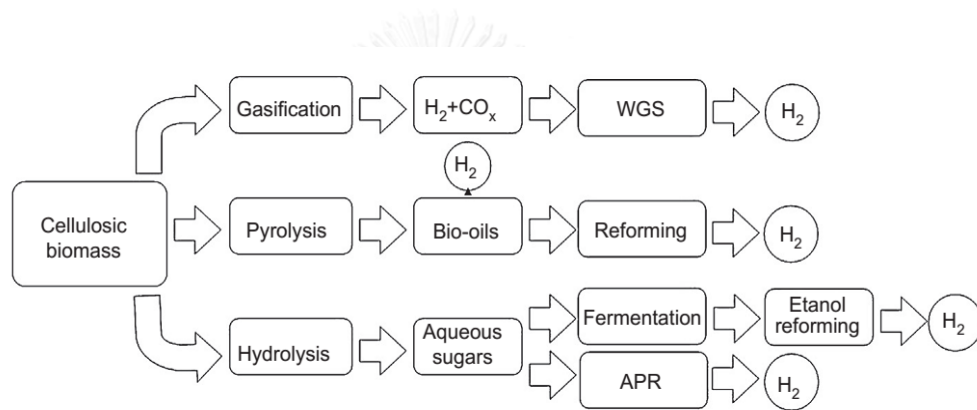 Gasification
H₂+COₓ
WGS
H₂
H₂
Cellulosic
biomass
Pyrolysis
Bio-oils
Reforming
H₂
Hydrolysis
Aqueous
sugars
Fermentation
Etanol
reforming
H₂
APR
H₂